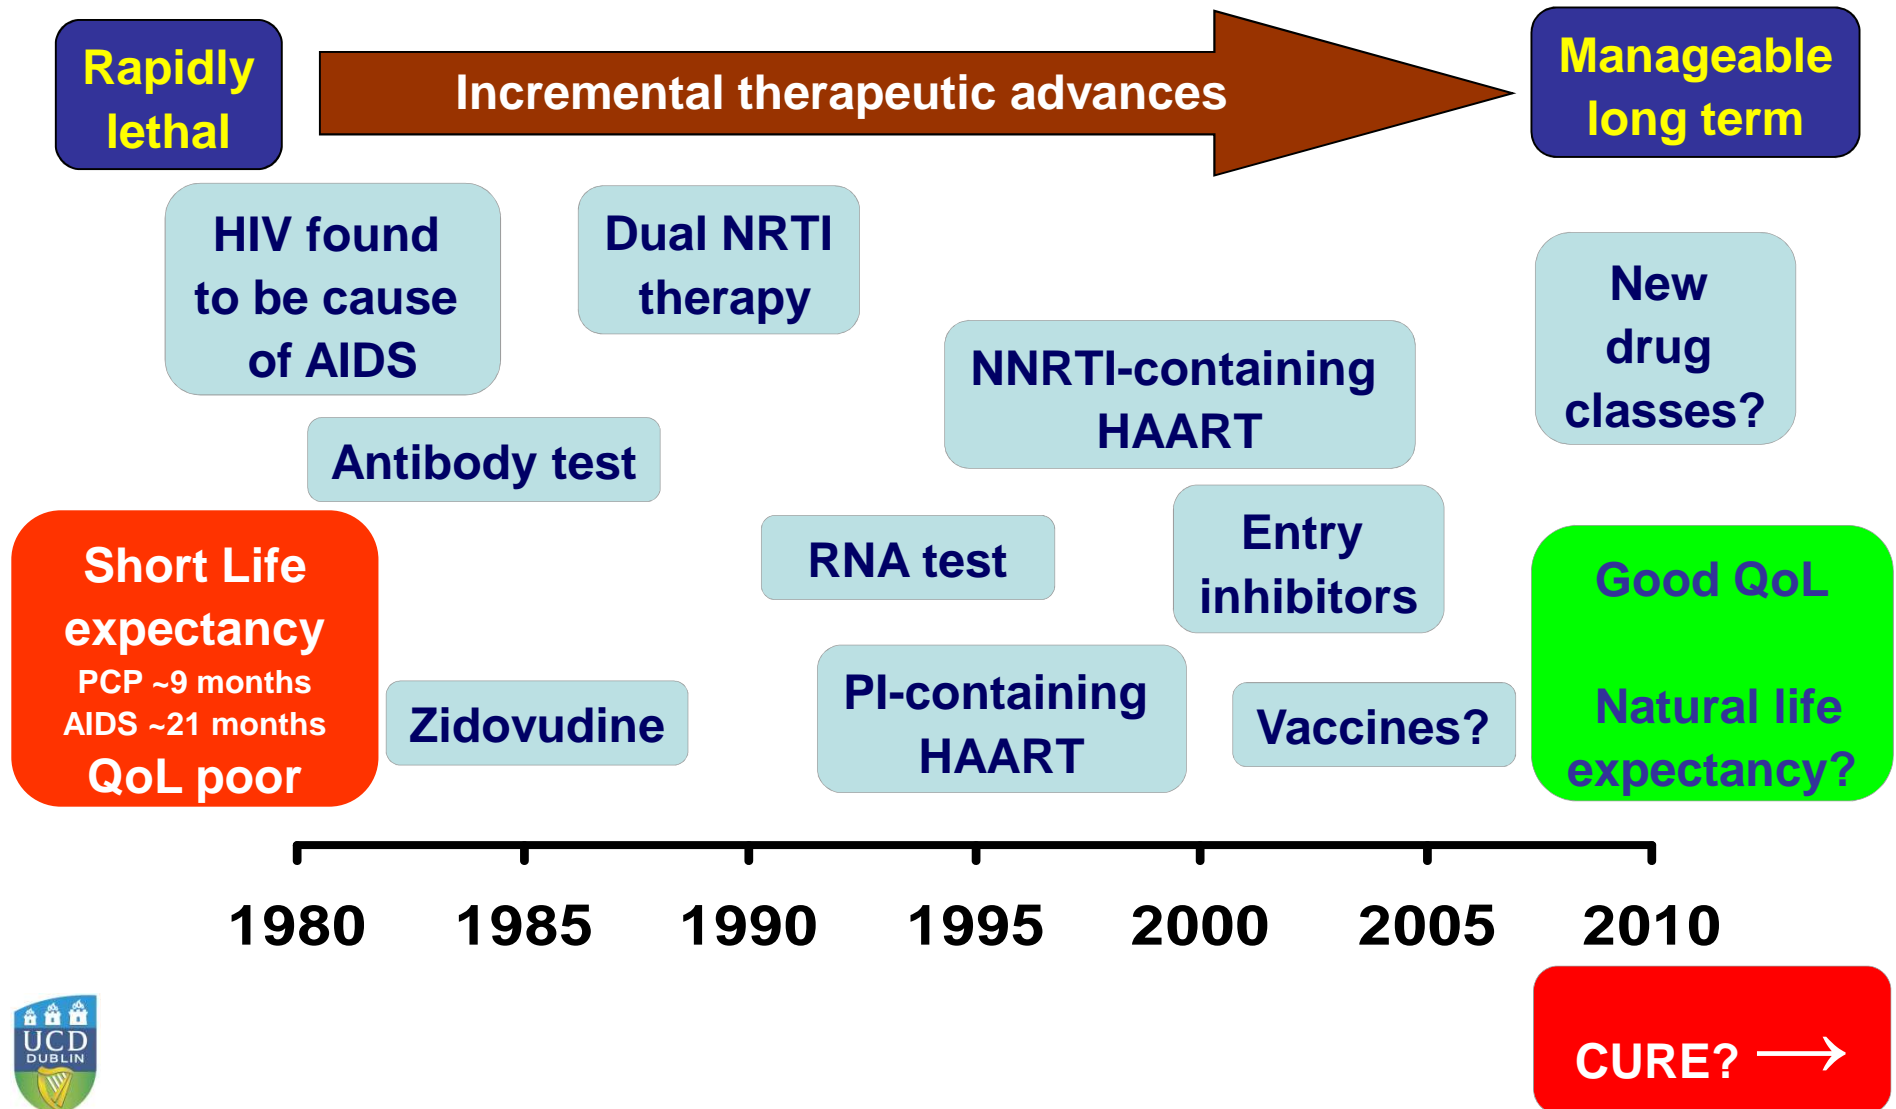 Rapidly
lethal
Incremental therapeutic advances
Manageable
long term
HIV found
to be cause
of AIDS
Dual NRTI
therapy
New
drug
classes?
NNRTI-containing
HAART
Antibody test
Short Life
expectancy
PCP ~9 months
AIDS ~21 months
QoL poor
RNA test
Entry
inhibitors
Good QoL
Natural life
expectancy?
Zidovudine
PI-containing
HAART
Vaccines?
1980 1985 1990 1995 2000 2005 2010
UCD
DUBLIN
CURE? →